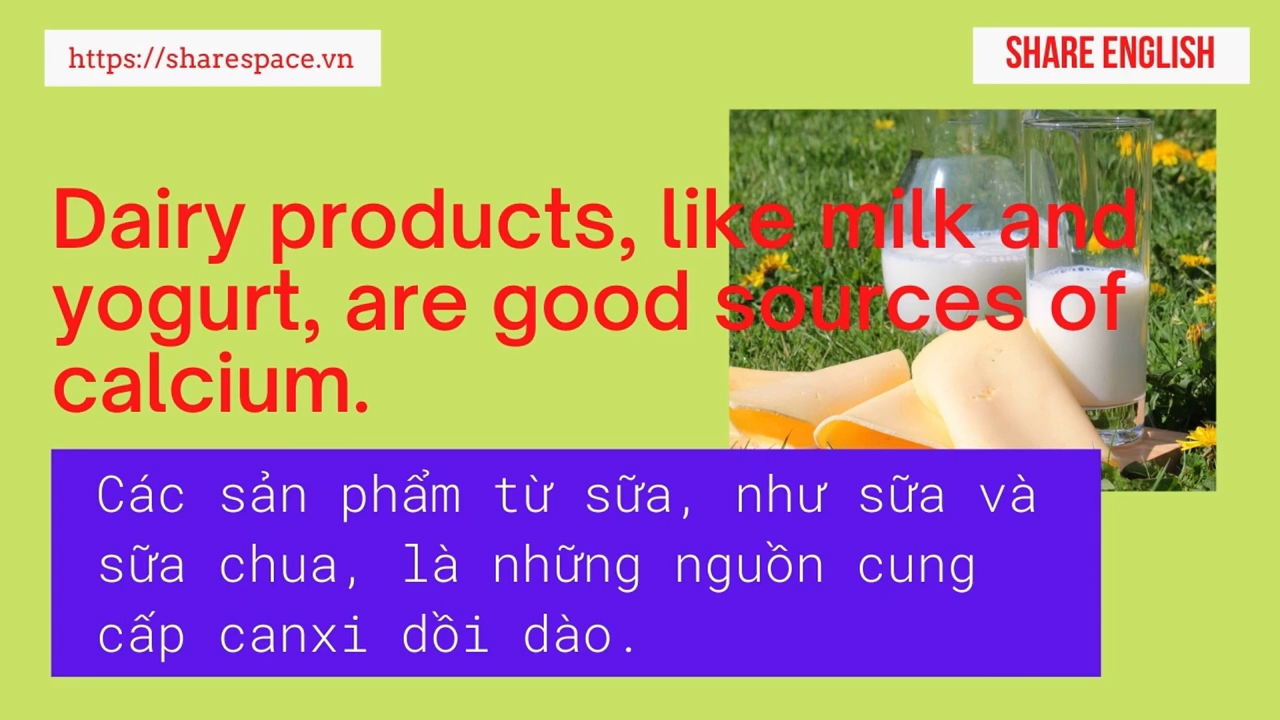 https://sharespace.vn
SHARE ENGLISH
Dairy products, like milk and
yogurt, are good sources of
calcium.
Các sản phẩm từ sữa, như sữa và
sữa chua, là những nguồn cung
cấp canxi dồi dào.